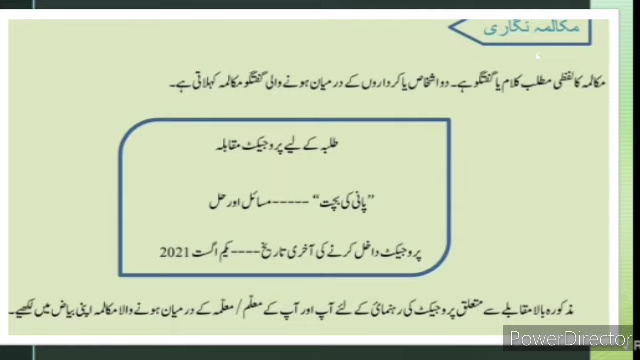 مکالمہ نگاری
مکالمہ کا لفظی مطلب کلام یا گفتگو ہے۔ دو اشخاص یا کرداروں کے درمیان ہونے والی گفتگو مکالمہ کہلاتی ہے۔
طلبہ کے لیے پروجیکٹ مقابلہ
”پانی کی بچت“ -----مسائل اور حل
پروجیکٹ داخل کرنے کی آخری تاریخ----یکم اگست 2021
مذکورہ بالا مقابلے سے متعلق پروجیکٹ کی رہنمائی کے لئے آپ اور آپ کے معلّم / معلّمہ کے درمیان ہونے والا مکالمہ اپنی بیاض میں لکھیے۔
PowerDirector